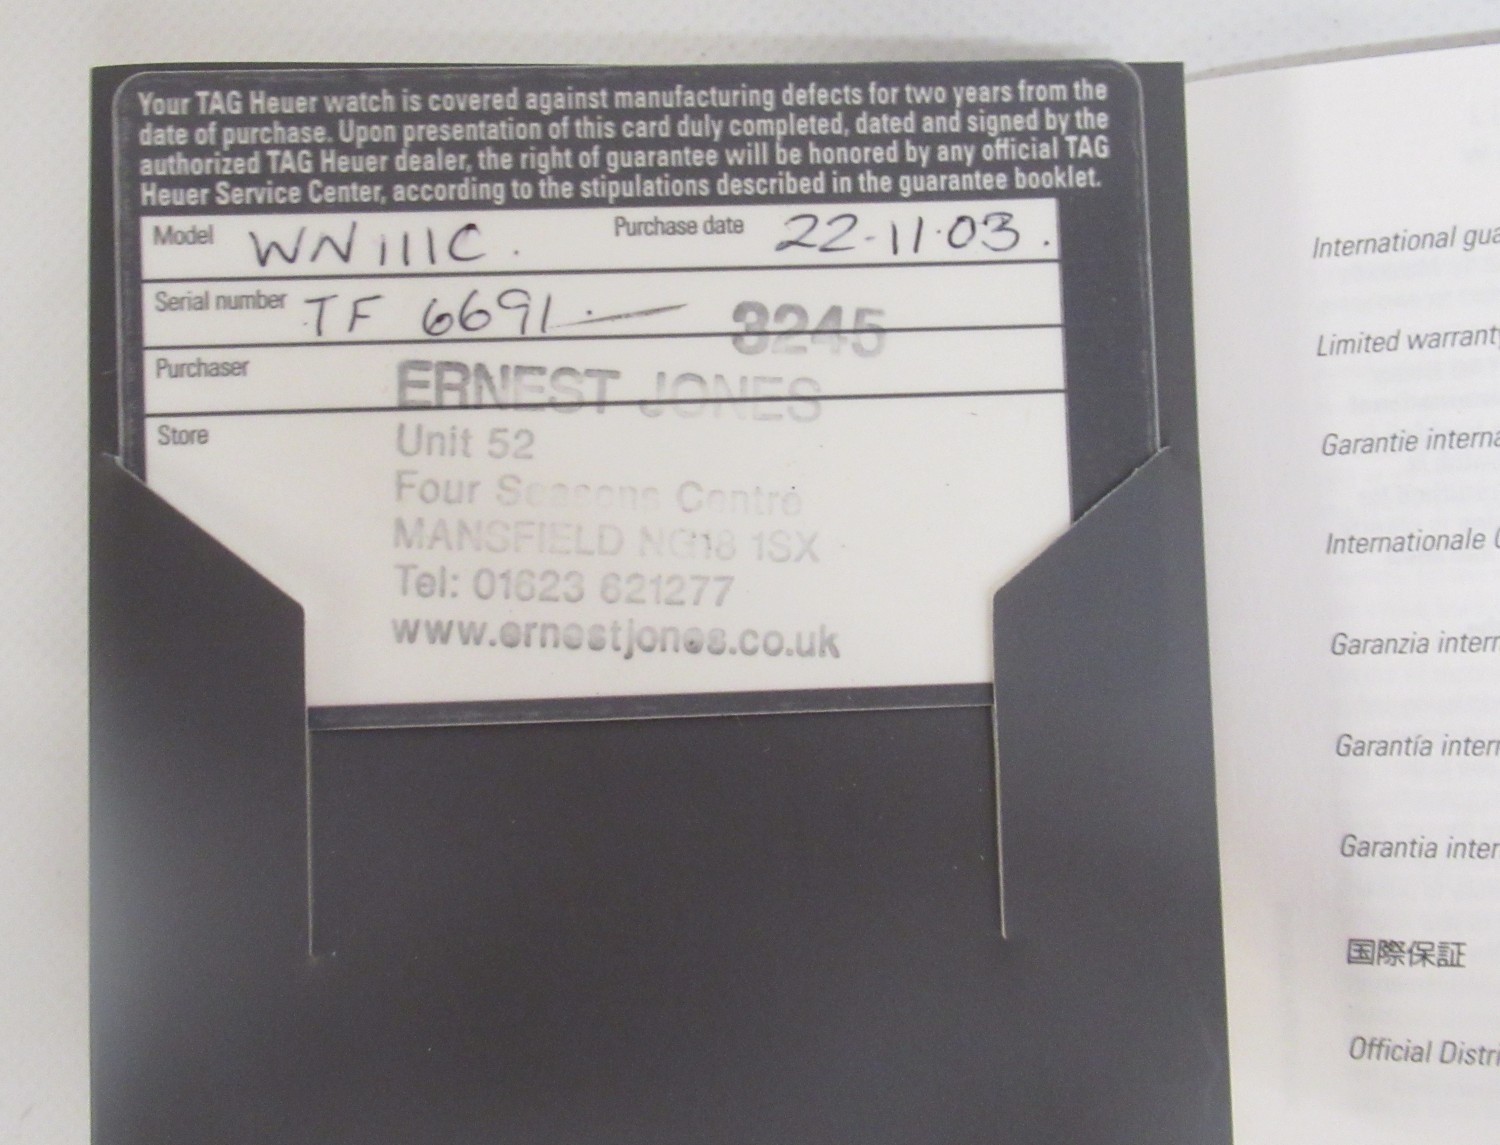 Your TAG Heuer watch is covered against manufacturing defects for two years from the
date of purchase. Upon presentation of this card duly completed, dated and signed by the
authorized TAG Heuer dealer, the right of guarantee will be honored by any official TAG
Heuer Service Center, according to the stipulations described in the guarantee booklet.
Model WN111C. Purchase date 22-11-03.
Serial number TF 6691 3245
Purchaser ERNEST JONES
Store
Unit 52
Four Seasons Centre
MANSFIELD NG18 1SX
Tel: 01623 621277
www.ernestjones.co.uk
International gua
Limited warranty
Garantie interna
Internationale G
Garanzia intern
Garantía intern
Garantia inter
国際保証
Official Distri